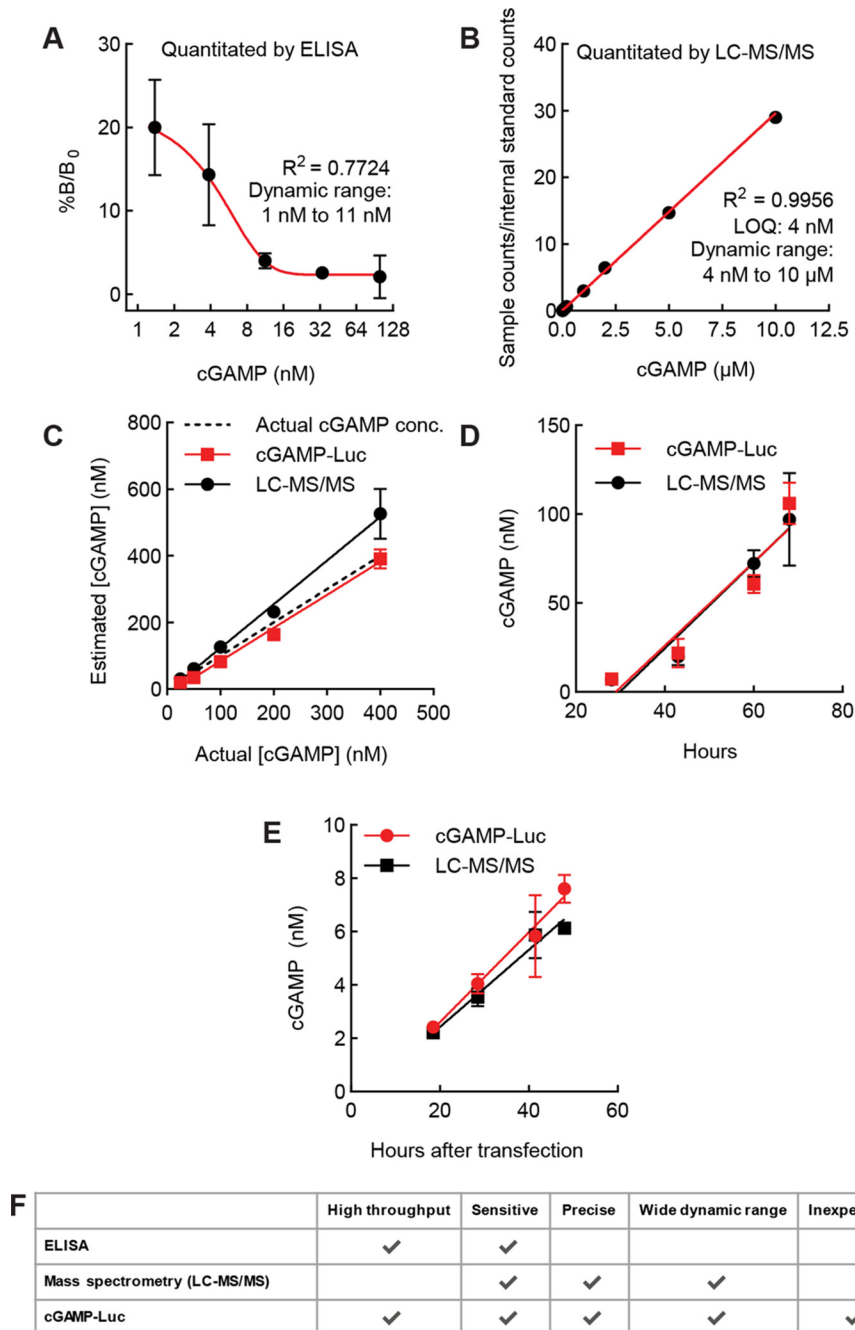 A
Quantitated by ELISA
%B/B₀
30
20
10
0
R² = 0.7724
Dynamic range:
1 nM to 11 nM
1 2 4 8 16 32 64 128
cGAMP (nM)
B
Quantitated by LC-MS/MS
Sample counts/internal standard counts
40
30
20
10
0
R² = 0.9956
LOQ: 4 nM
Dynamic range:
4 nM to 10 µM
0.0 2.5 5.0 7.5 10.0 12.5
cGAMP (µM)
C
Estimated [cGAMP] (nM)
800
600
400
200
0
Actual cGAMP conc.
cGAMP-Luc
LC-MS/MS
0 100 200 300 400 500
Actual [cGAMP] (nM)
D
cGAMP (nM)
150
100
50
0
cGAMP-Luc
LC-MS/MS
20 40 60 80
Hours
E
cGAMP (nM)
10
8
6
4
2
0
cGAMP-Luc
LC-MS/MS
0 20 40 60
Hours after transfection
F
High throughput Sensitive Precise Wide dynamic range Inexpe
ELISA ✓ ✓
Mass spectrometry (LC-MS/MS) ✓ ✓ ✓
cGAMP-Luc ✓ ✓ ✓ ✓ ✓